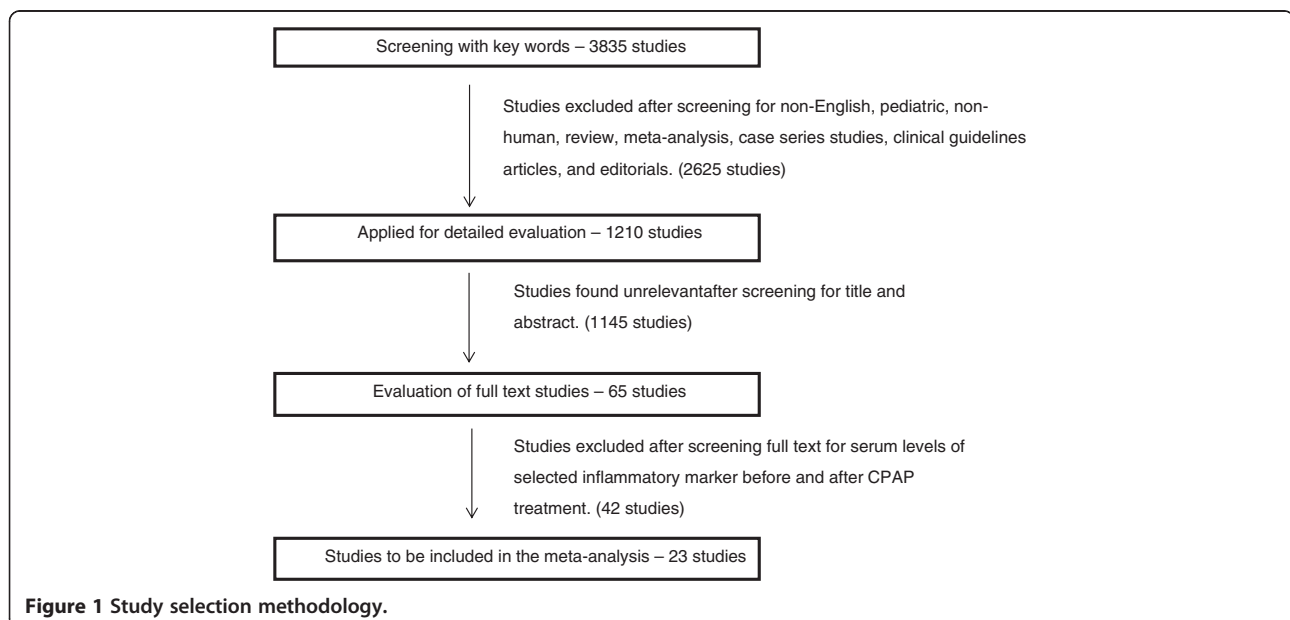 Screening with key words – 3835 studies
Studies excluded after screening for non-English, pediatric, non-
human, review, meta-analysis, case series studies, clinical guidelines
articles, and editorials. (2625 studies)
Applied for detailed evaluation – 1210 studies
Studies found unrelevantafter screening for title and
abstract. (1145 studies)
Evaluation of full text studies – 65 studies
Studies excluded after screening full text for serum levels of
selected inflammatory marker before and after CPAP
treatment. (42 studies)
Studies to be included in the meta-analysis – 23 studies
Figure 1 Study selection methodology.